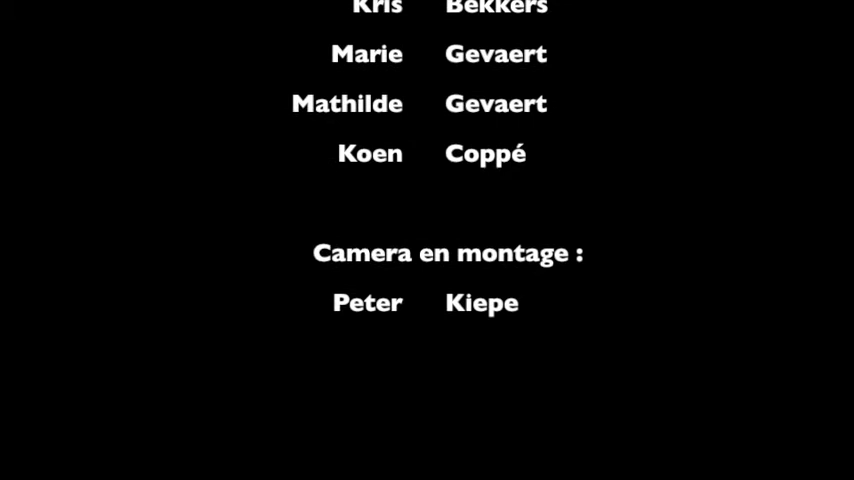 Kris Bekkers
Marie Gevaert
Mathilde Gevaert
Koen Coppé
Camera en montage :
Peter Kiepe